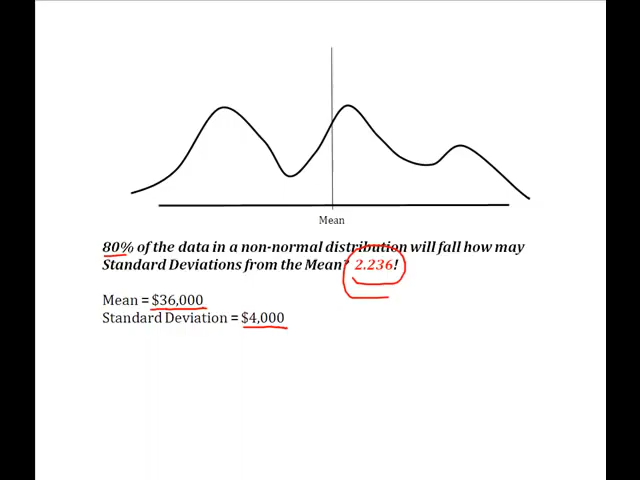 Mean
80% of the data in a non-normal distribution will fall how may
Standard Deviations from the Mean? 2.236!
Mean = $36,000
Standard Deviation = $4,000